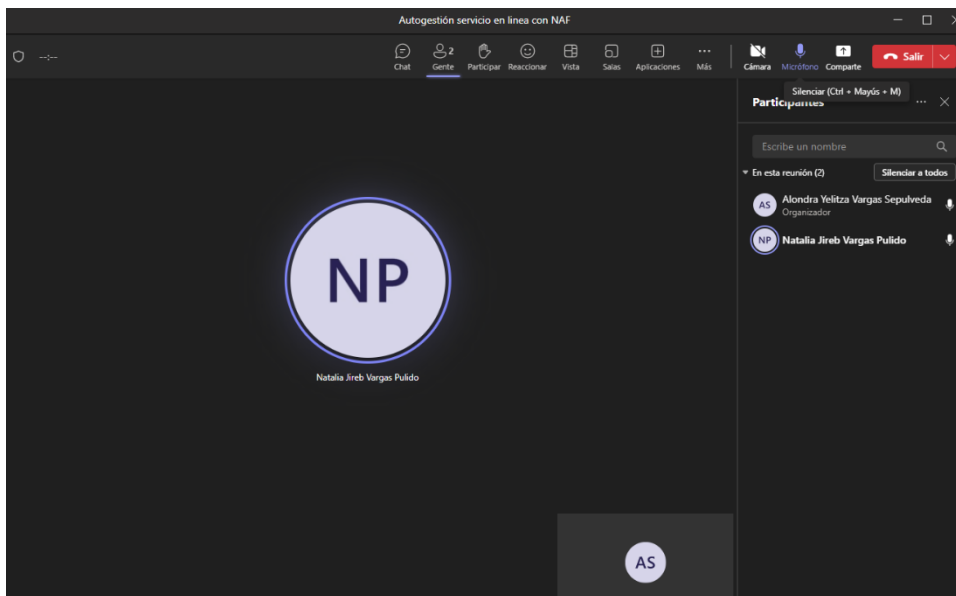 Autogestión servicio en linea con NAF
--:--
Chat
Gente
2
Participar
Reaccionar
Vista
Salas
Aplicaciones
Más
Cámara
Micrófono
Comparte
Salir
Silenciar (Ctrl + Mayús + M)
Participantes
Escribe un nombre
En esta reunión (2)
Silenciar a todos
AS
Alondra Yelitza Vargas Sepulveda
Organizador
NP
Natalia Jireb Vargas Pulido
NP
Natalia Jireb Vargas Pulido
AS